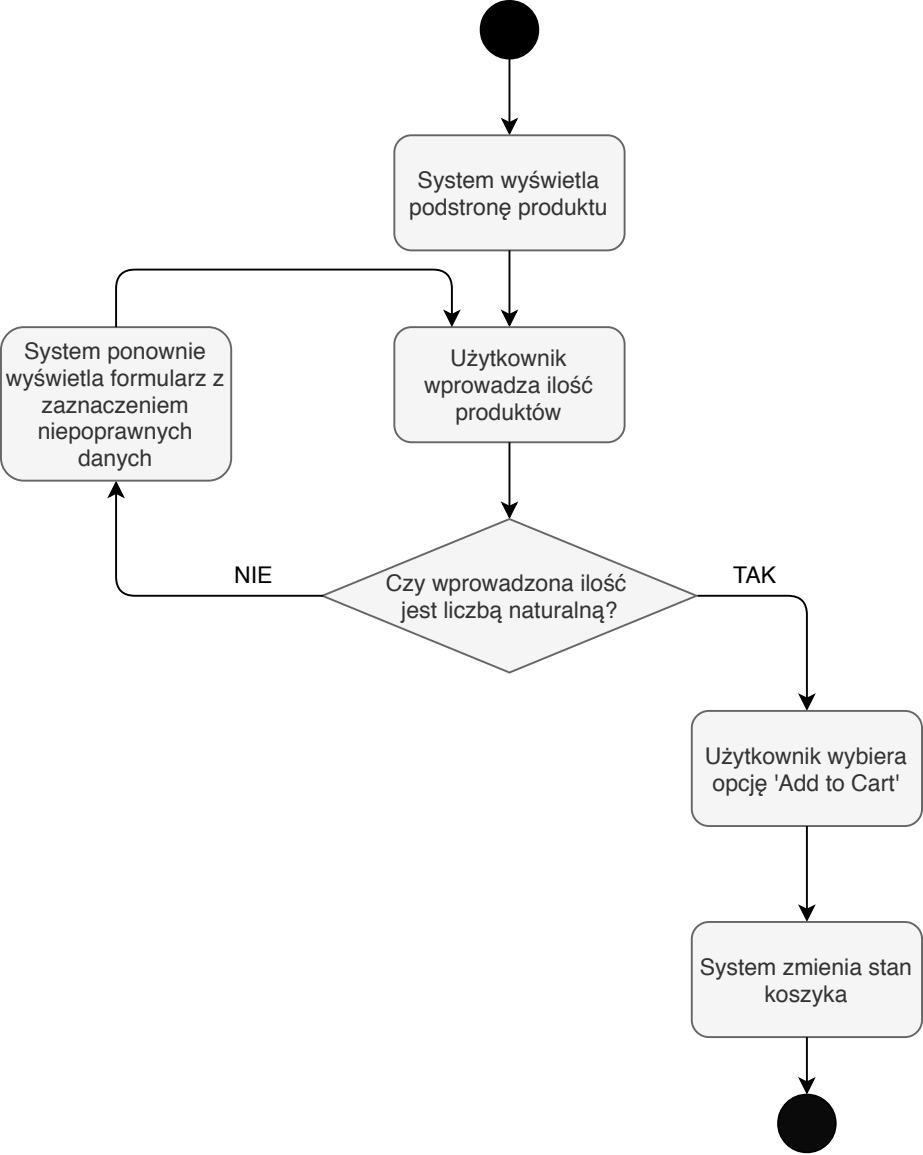 System wyświetla
podstronę produktu
Użytkownik
wprowadza ilość
produktów
System ponownie
wyświetla formularz z
zaznaczeniem
niepoprawnych
danych
Czy wprowadzona ilość
jest liczbą naturalną?
NIE
TAK
Użytkownik wybiera
opcję 'Add to Cart'
System zmienia stan
koszyka